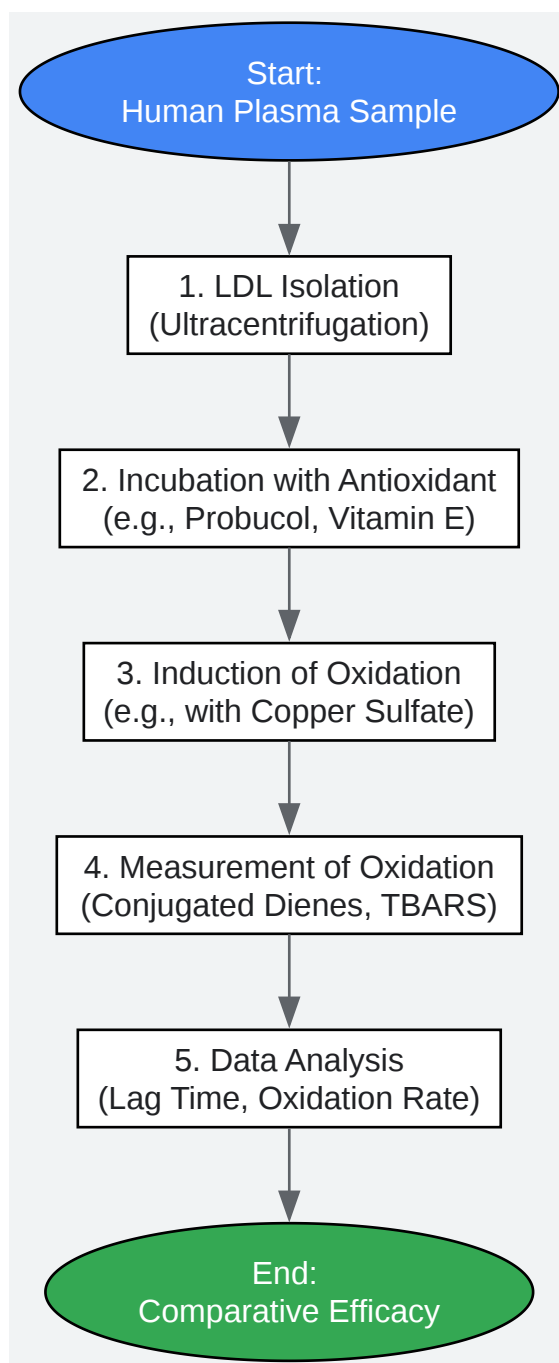 Start:
Human Plasma Sample
1. LDL Isolation
(Ultracentrifugation)
2. Incubation with Antioxidant
(e.g., Probucol, Vitamin E)
3. Induction of Oxidation
(e.g., with Copper Sulfate)
4. Measurement of Oxidation
(Conjugated Dienes, TBARS)
5. Data Analysis
(Lag Time, Oxidation Rate)
End:
Comparative Efficacy